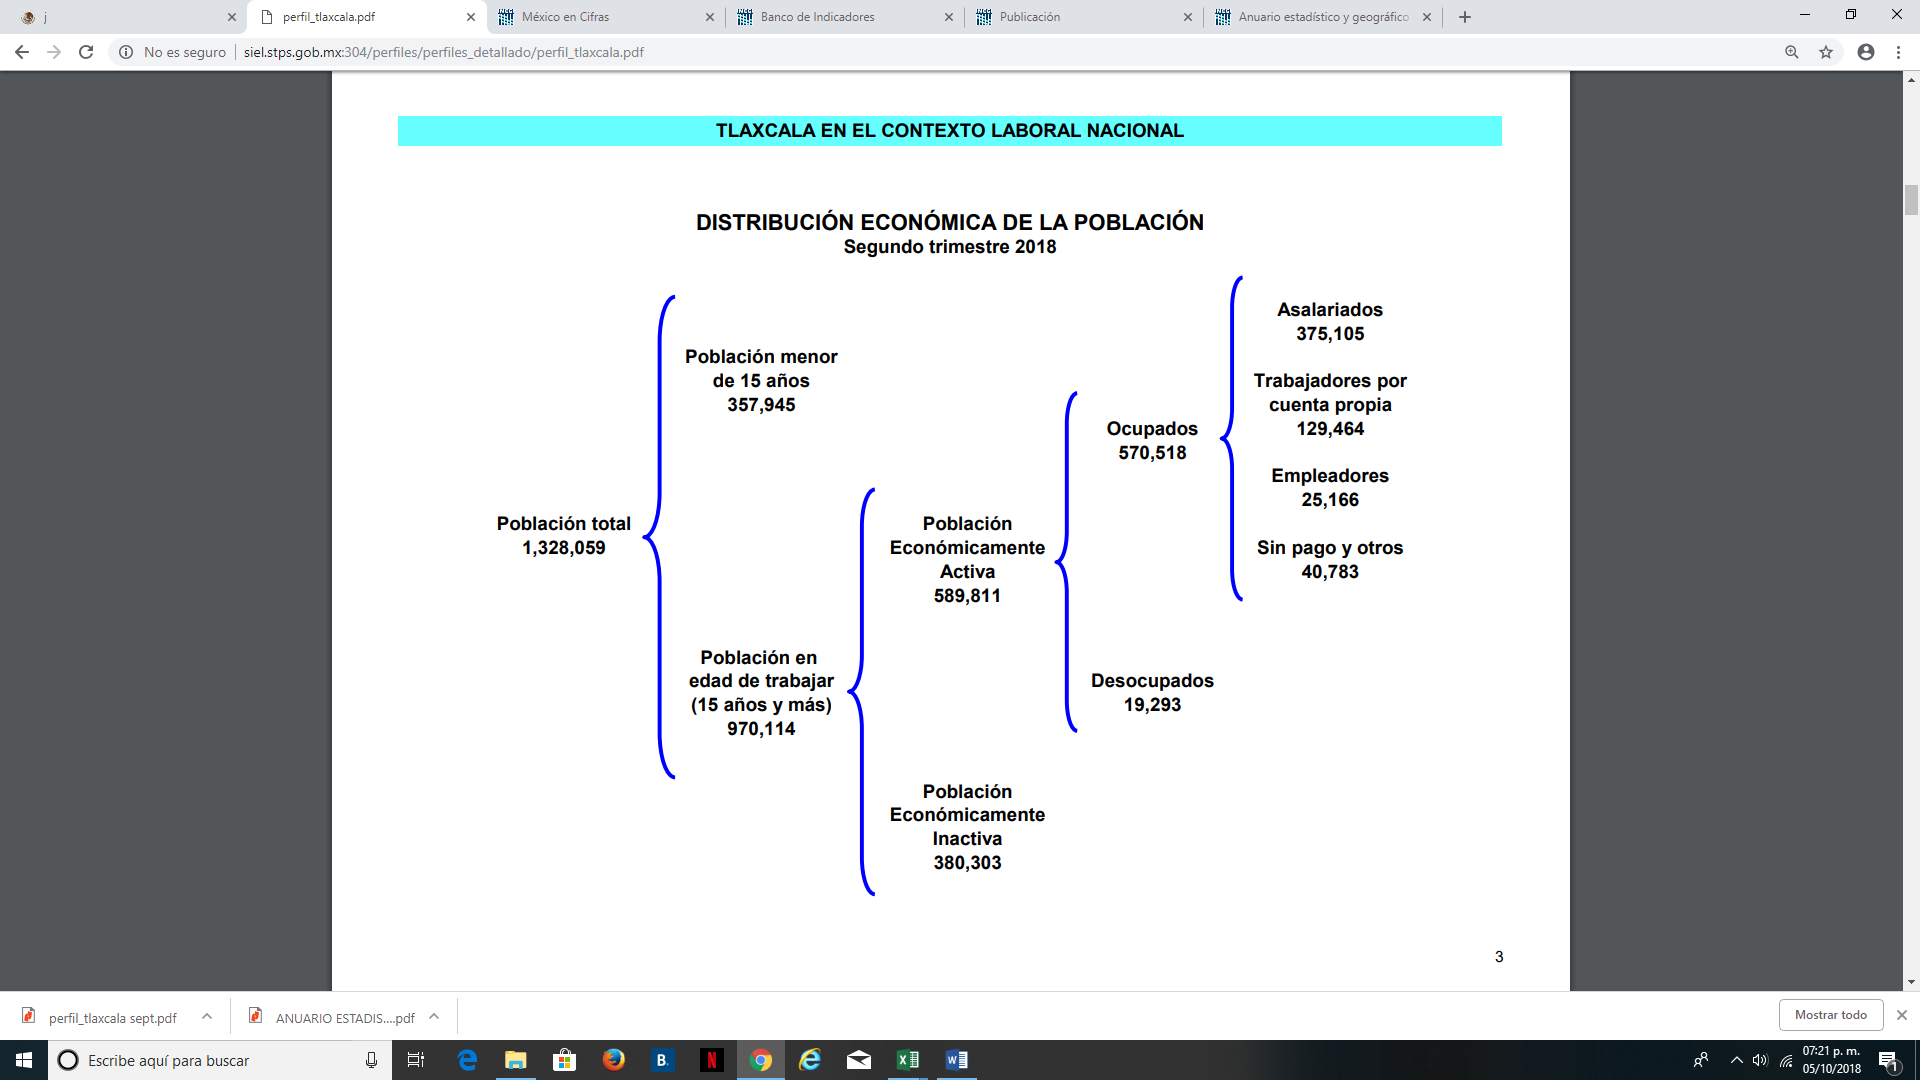 j
perfil_tlaxcala.pdf
México en Cifras
Banco de Indicadores
Publicación
Anuario estadístico y geográfico
No es seguro
siel.stps.gob.mx:304/perfiles/perfiles_detallado/perfil_tlaxcala.pdf
TLAXCALA EN EL CONTEXTO LABORAL NACIONAL
DISTRIBUCIÓN ECONÓMICA DE LA POBLACIÓN
Segundo trimestre 2018
Población total
1,328,059
Población menor
de 15 años
357,945
Población en
edad de trabajar
(15 años y más)
970,114
Población
Económicamente
Activa
589,811
Población
Económicamente
Inactiva
380,303
Ocupados
570,518
Desocupados
19,293
Asalariados
375,105
Trabajadores por
cuenta propia
129,464
Empleadores
25,166
Sin pago y otros
40,783
3
perfil_tlaxcala sept.pdf
ANUARIO ESTADIS....pdf
Mostrar todo
Escribe aquí para buscar
B.
N
07:21 p. m.
05/10/2018
1